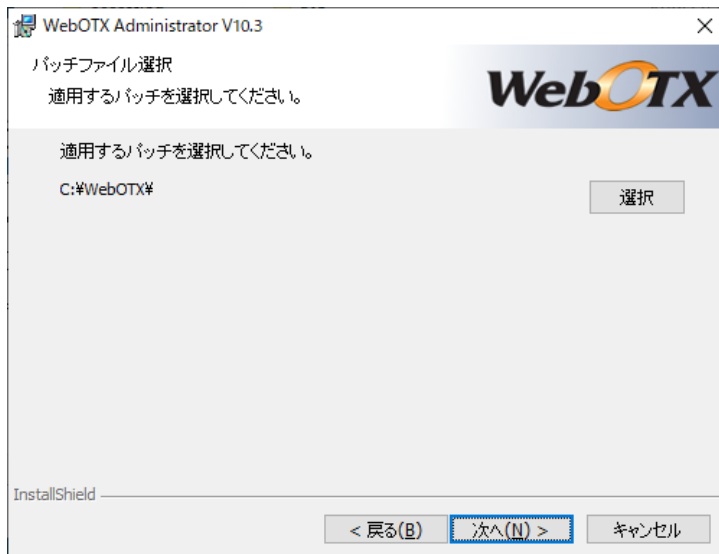 WebOTX Administrator V10.3
パッチファイル選択
適用するパッチを選択してください。
WebOTX
適用するパッチを選択してください。
C:¥WebOTX¥
選択
InstallShield
< 戻る(B)
次へ(N) >
キャンセル